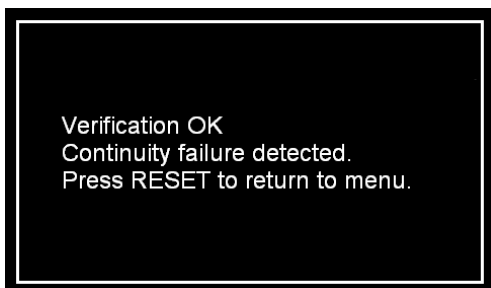 Verification OK
Continuity failure detected.
Press RESET to return to menu.